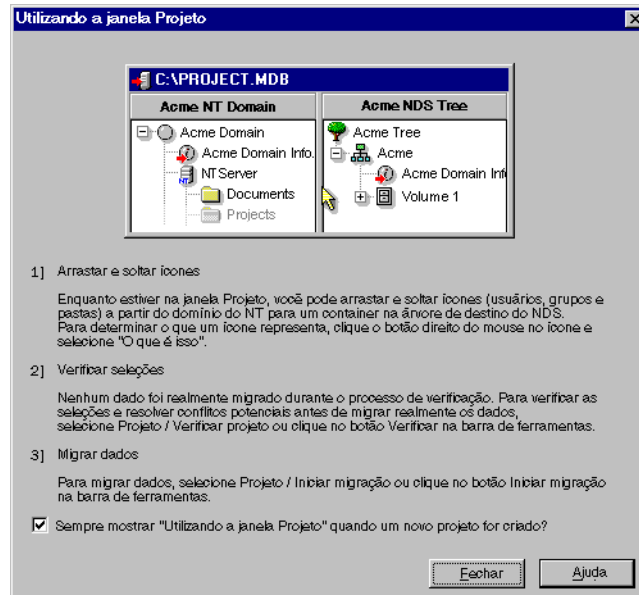 Utilizando a janela Projeto
C:\PROJECT.MDB
Acme NT Domain
Acme NDS Tree
Acme Domain
Acme Tree
Acme Domain Info.
Acme
NTServer
Acme Domain Inf
Documents
Volume 1
Projects
1] Arrastar e soltar ícones
Enquanto estiver na janela Projeto, você pode arrastar e soltar ícones (usuários, grupos e
pastas) a partir do domínio do NT para um container na árvore de destino do NDS.
Para determinar o que um ícone representa, clique o botão direito do mouse no ícone e
selecione "O que é isso".
2] Verificar seleções
Nenhum dado foi realmente migrado durante o processo de verificação. Para verificar as
seleções e resolver conflitos potenciais antes de migrar realmente os dados,
selecione Projeto / Verificar projeto ou clique no botão Verificar na barra de ferramentas.
3] Migrar dados
Para migrar dados, selecione Projeto / Iniciar migração ou clique no botão Iniciar migração
na barra de ferramentas.
Sempre mostrar "Utilizando a janela Projeto" quando um novo projeto for criado?
Fechar
Ajuda